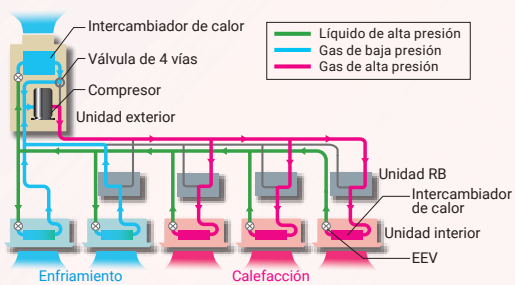 Intercambiador de calor
Válvula de 4 vías
Compresor
Unidad exterior
Líquido de alta presión
Gas de baja presión
Gas de alta presión
Unidad RB
Intercambiador
de calor
Unidad interior
EEV
Enfriamiento
Calefacción